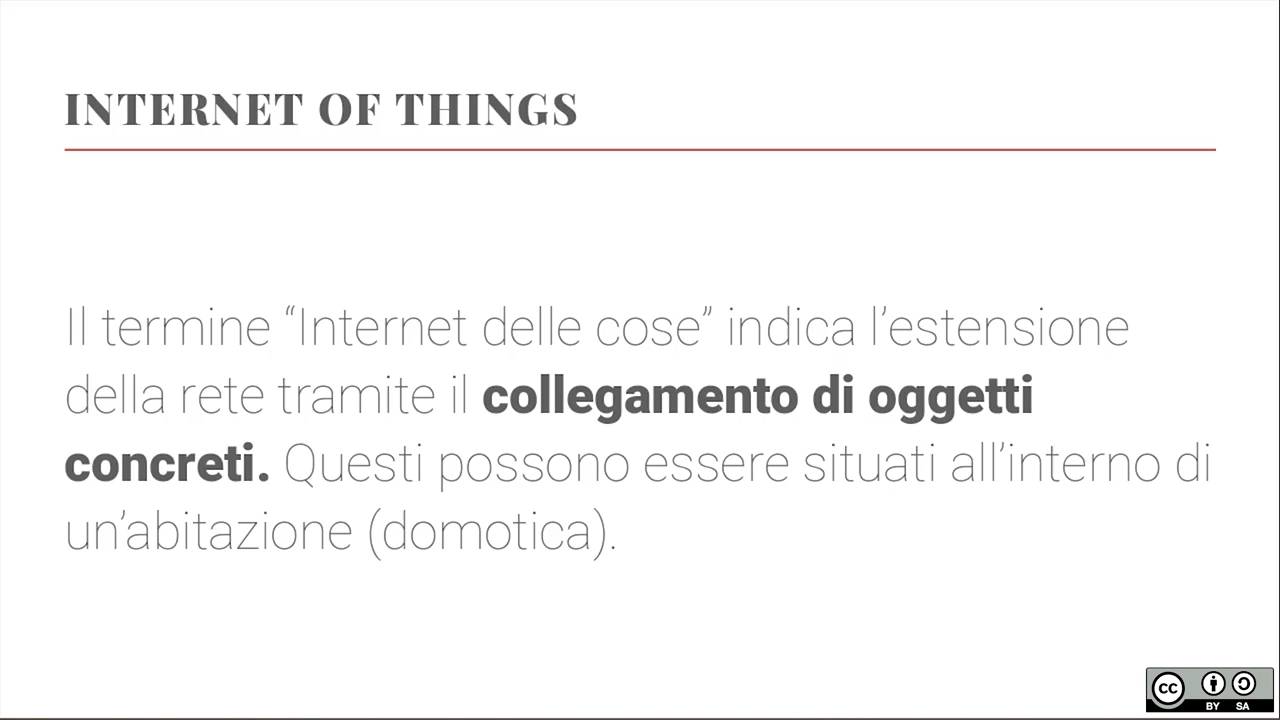 INTERNET OF THINGS
Il termine “Internet delle cose” indica l’estensione
della rete tramite il collegamento di oggetti
concreti. Questi possono essere situati all’interno di
un’abitazione (domotica).
cc BY SA